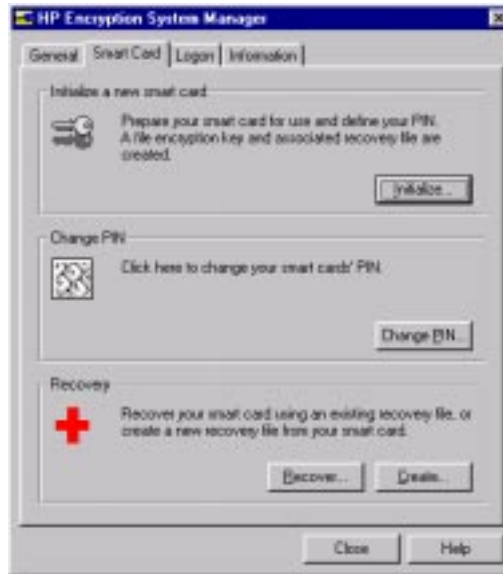 HP Encryption System Manager
General Smart Card Logon Information
Initialize a new smart card
Prepare your smart card for use and define your PIN.
A file encryption key and associated recovery file are
created.
Initialize...
Change PIN
Click here to change your smart cards' PIN.
Change PIN...
Recovery
Recover your smart card using an existing recovery file, or
create a new recovery file from your smart card.
Recover... Create...
Close Help